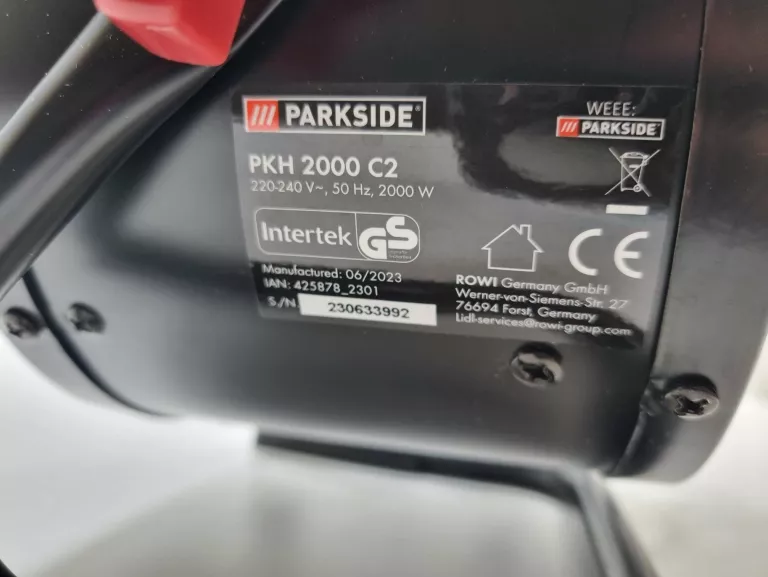 PARKSIDE®
WEEE:
PARKSIDE
PKH 2000 C2
220-240 V~, 50 Hz, 2000 W
Intertek GS
CE
Manufactured: 06/2023
IAN: 425878_2301
S/N 230633992
ROWI Germany GmbH
Werner-von-Siemens-Str. 27
76694 Forst, Germany
Lidl-services@rowi-group.com